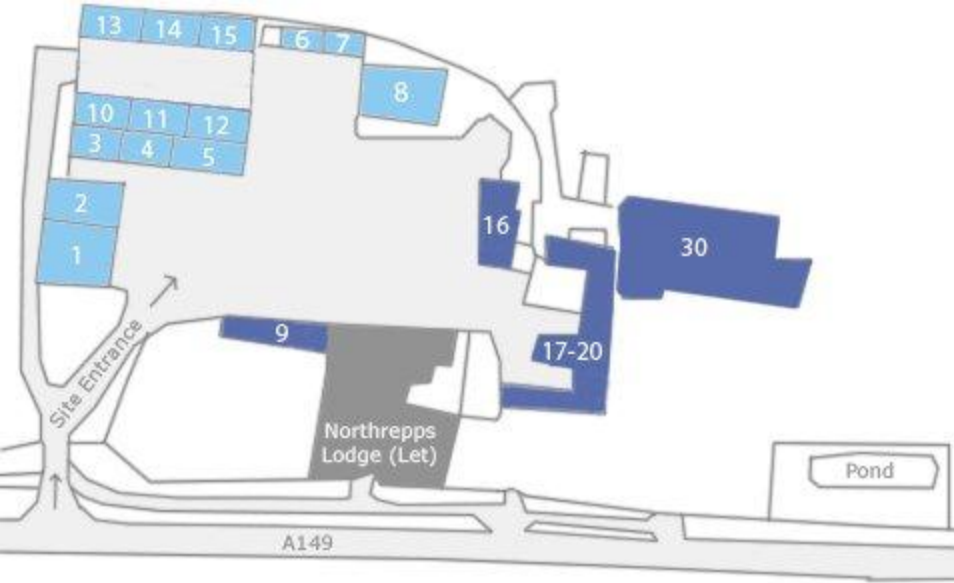 13 14 15
6 7
8
10 11 12
3 4 5
2
16
1
30
9
17-20
Site Entrance
Northrepps
Lodge (Let)
Pond
A149